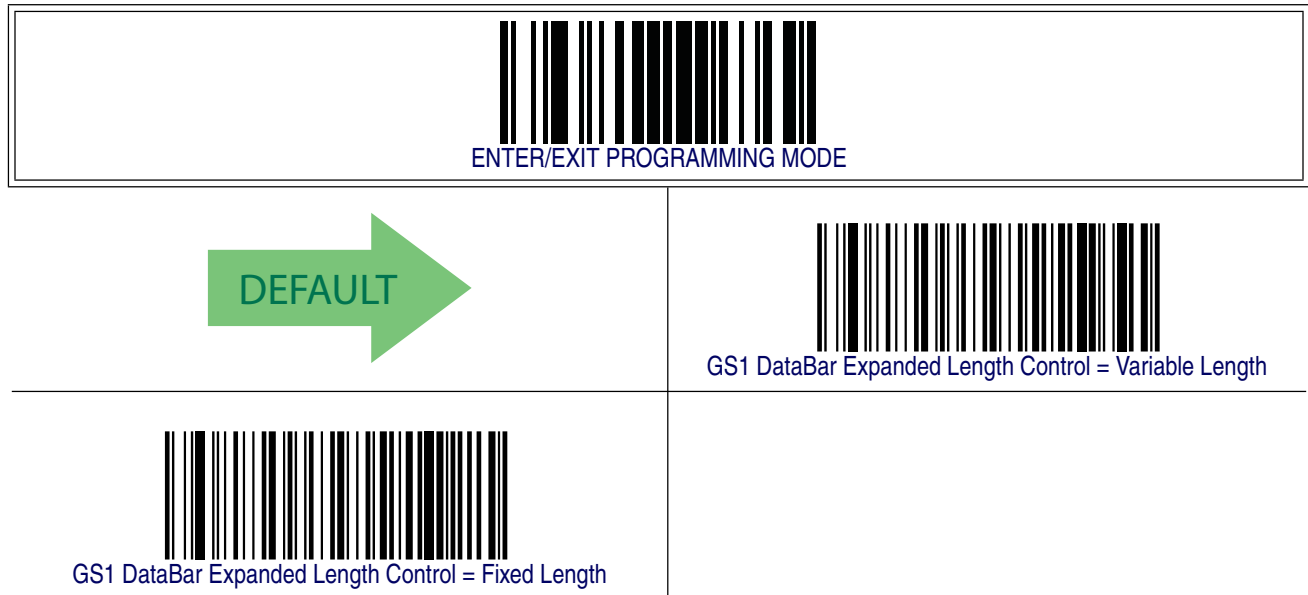 ENTER/EXIT PROGRAMMING MODE
DEFAULT
GS1 DataBar Expanded Length Control = Variable Length
GS1 DataBar Expanded Length Control = Fixed Length